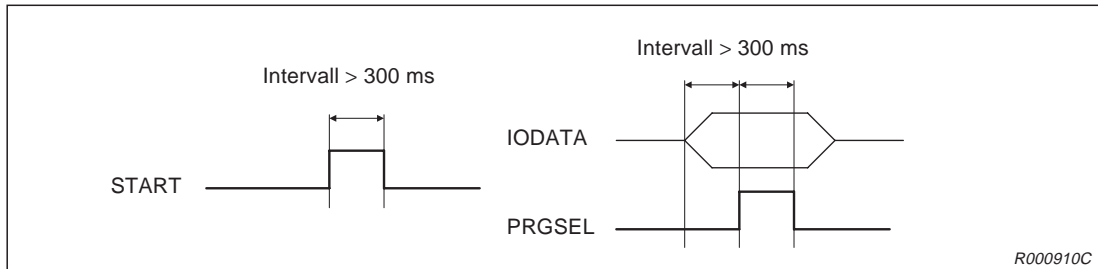 Intervall > 300 ms
START
Intervall > 300 ms
IODATA
PRGSEL
R000910C